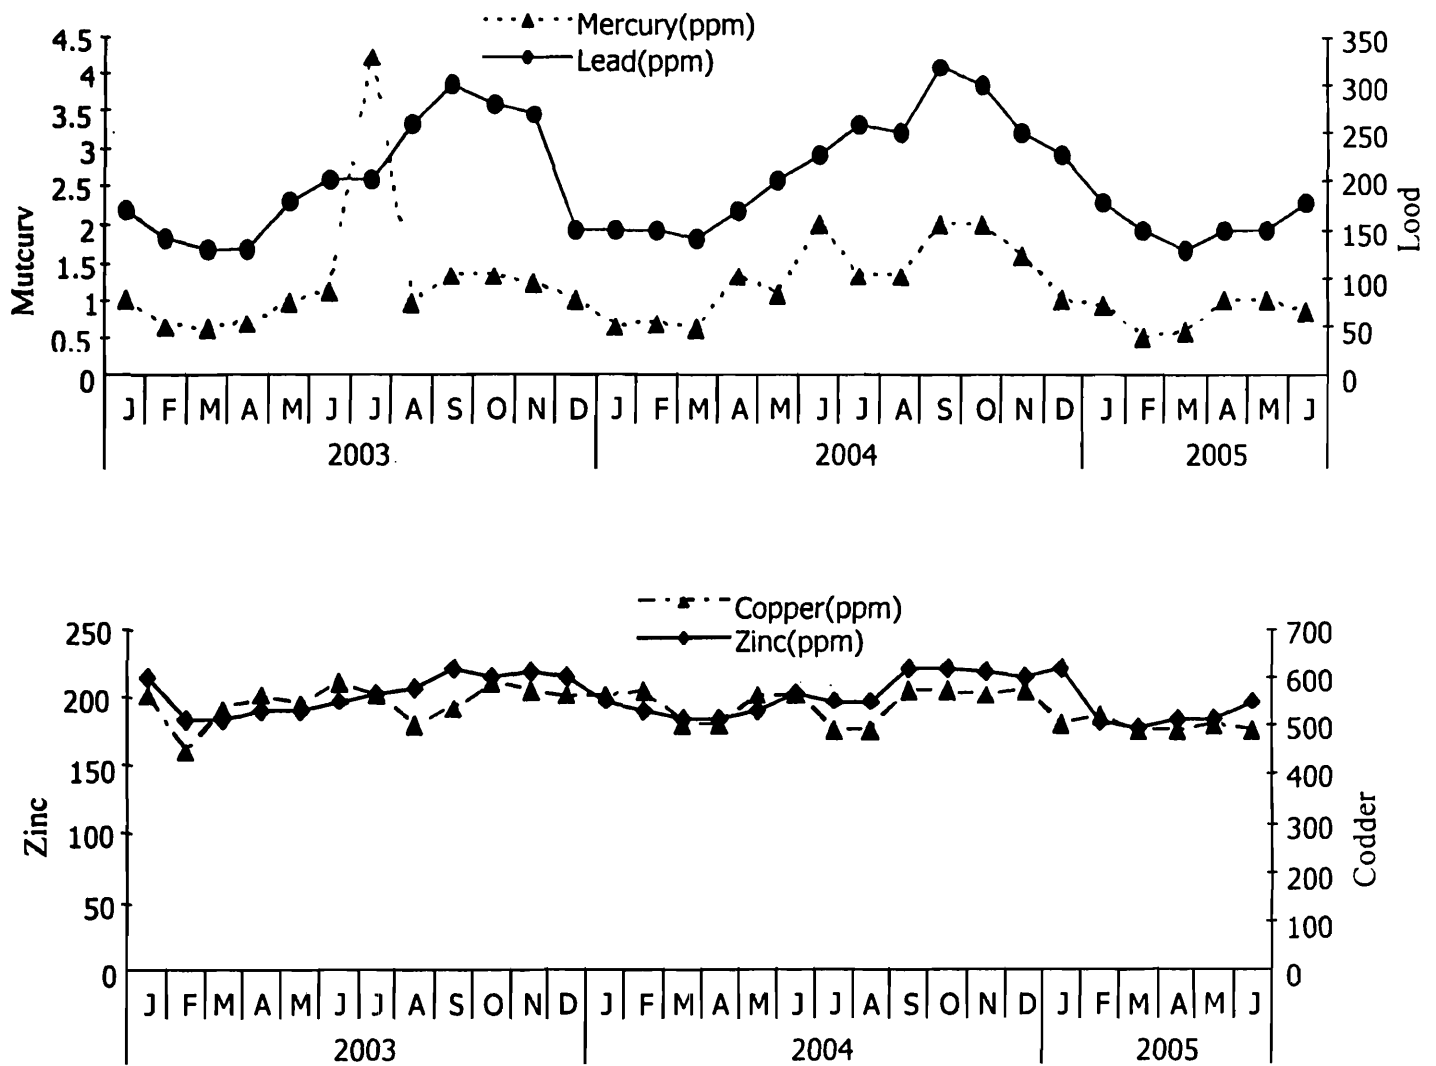 Mercury(ppm)
Lead(ppm)
4.5
4
3.5
3
2.5
2
1.5
1
0.5
0
Mutcurv
350
300
250
200
150
100
50
0
Lood
J F M A M J J A S O N D J F M A M J J A S O N D J F M A M J
2003 2004 2005
Copper(ppm)
Zinc(ppm)
250
200
150
100
50
0
Zinc
700
600
500
400
300
200
100
0
Codder
J F M A M J J A S O N D J F M A M J J A S O N D J F M A M J
2003 2004 2005